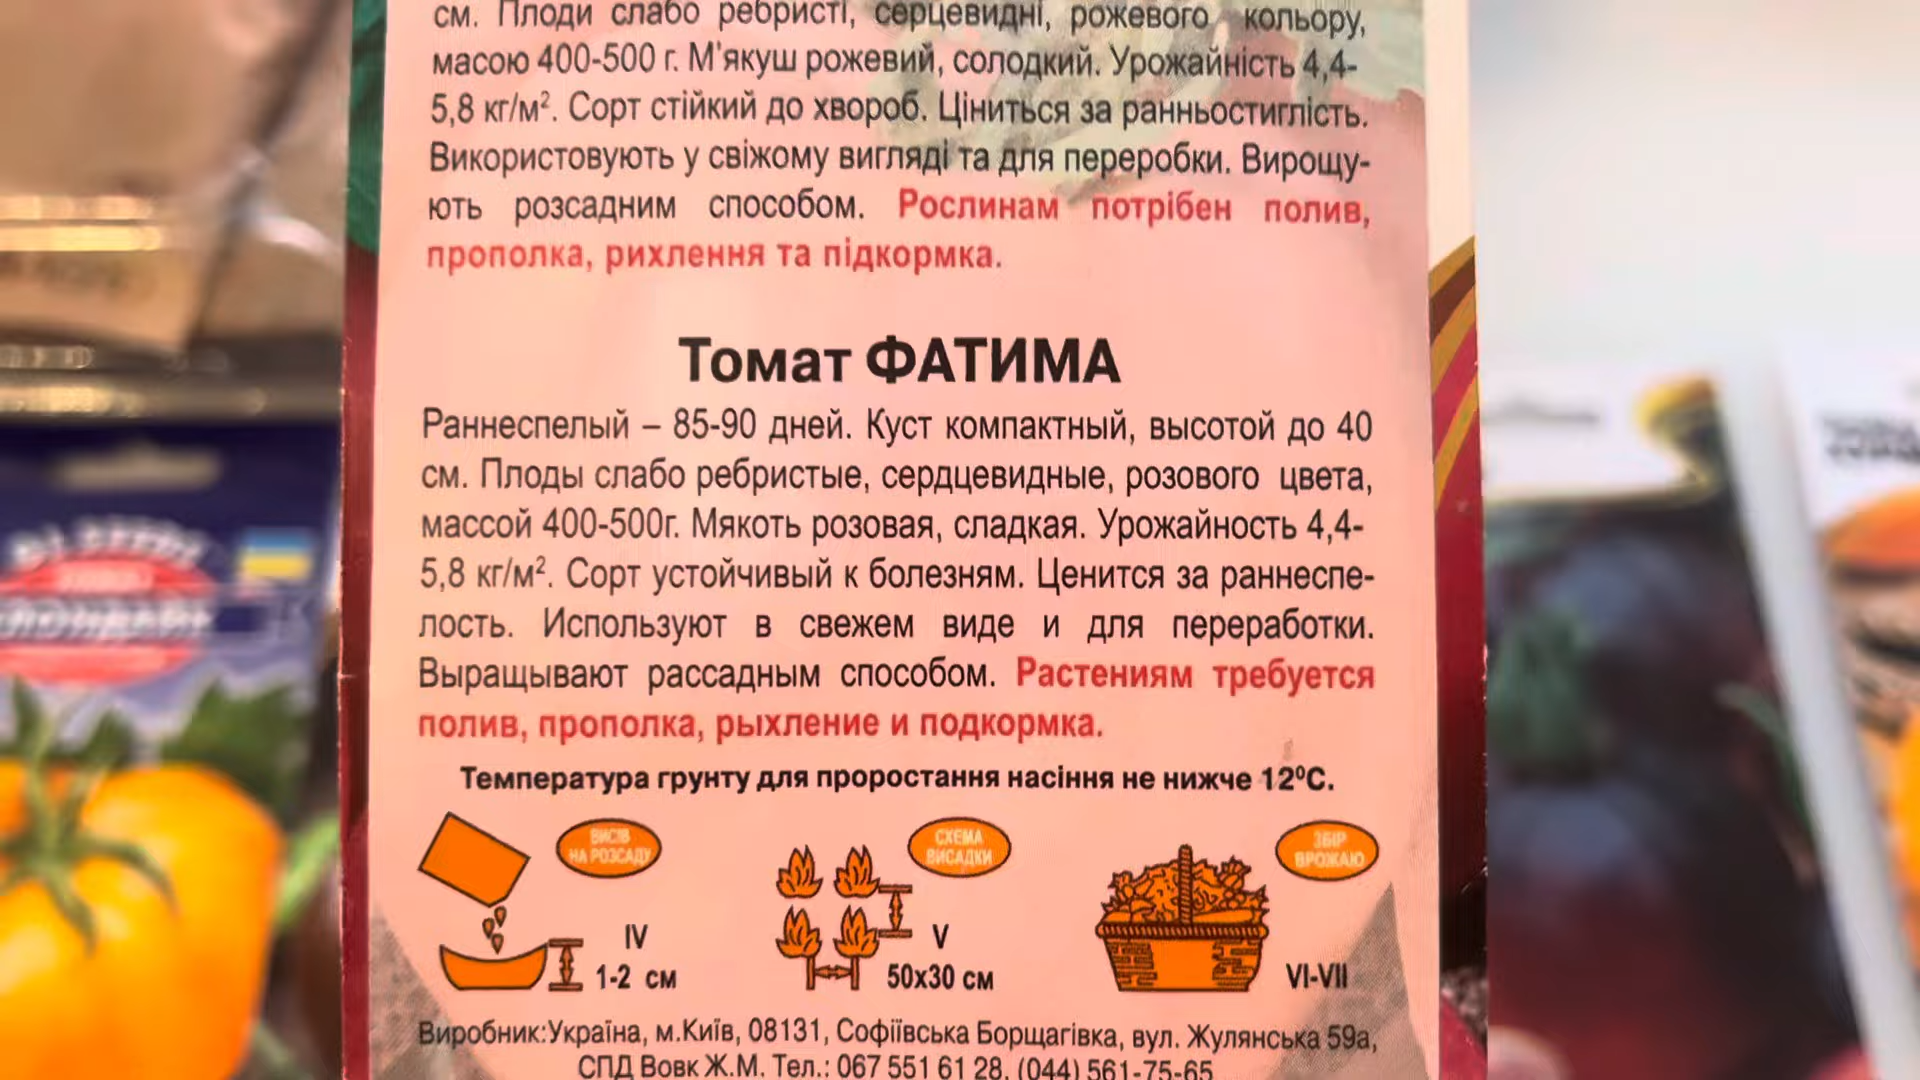 см. Плоди слабо ребристі, серцевидні, рожевого кольору,
масою 400-500 г. М'якуш рожевий, солодкий. Урожайність 4,4-
5,8 кг/м². Сорт стійкий до хвороб. Ціниться за ранньостиглість.
Використовують у свіжому вигляді та для переробки. Вирощу-
ють розсадним способом. Рослинам потрібен полив,
прополка, рихлення та підкормка.
Томат ФАТИМА
Раннеспелый – 85-90 дней. Куст компактный, высотой до 40
см. Плоды слабо ребристые, сердцевидные, розового цвета,
массой 400-500г. Мякоть розовая, сладкая. Урожайность 4,4-
5,8 кг/м². Сорт устойчивый к болезням. Ценится за раннеспе-
лость. Используют в свежем виде и для переработки.
Выращивают рассадным способом. Растениям требуется
полив, прополка, рыхление и подкормка.
Температура грунту для проростання насіння не нижче 12⁰С.
ВИСІВ
НА РОЗСАДУ
IV
1-2 см
СХЕМА
ВИСАДКИ
V
50х30 см
ЗБІР
ВРОЖАЮ
VI-VII
Виробник:Україна, м.Київ, 08131, Софіївська Борщагівка, вул. Жулянська 59а,
СПД Вовк Ж.М. Тел.: 067 551 61 28, (044) 561-75-65